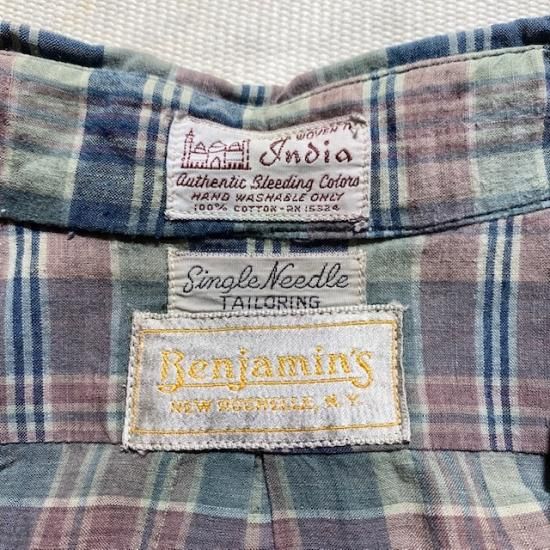 WOVEN IN
India
Authentic Bleeding Colors
HAND WASHABLE ONLY
100% COTTON-RN 15524
Single Needle
TAILORING
Benjamin's
NEW ROCHELLE, N.Y.